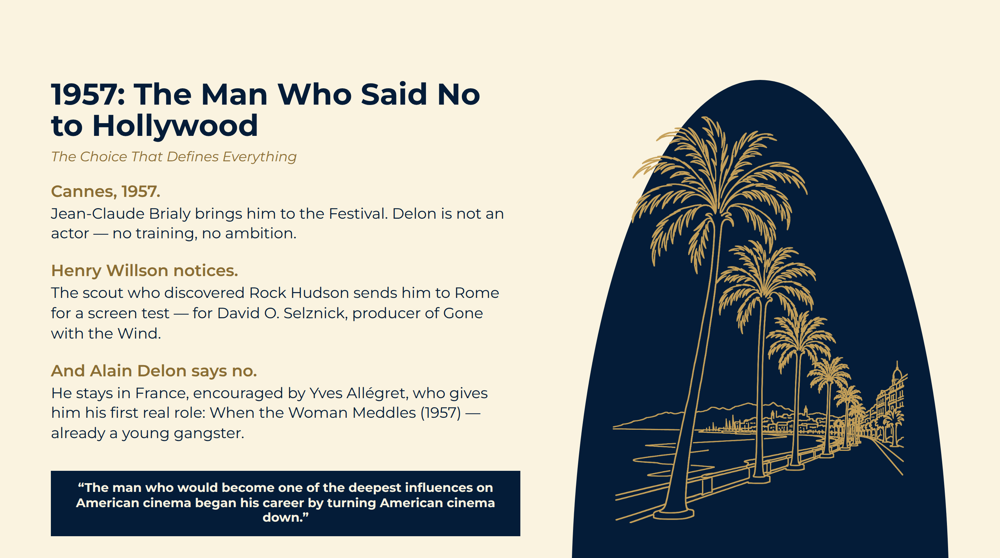 1957: The Man Who Said No
to Hollywood
The Choice That Defines Everything
Cannes, 1957.
Jean-Claude Brialy brings him to the Festival. Delon is not an
actor — no training, no ambition.
Henry Willson notices.
The scout who discovered Rock Hudson sends him to Rome
for a screen test — for David O. Selznick, producer of Gone
with the Wind.
And Alain Delon says no.
He stays in France, encouraged by Yves Allégret, who gives
him his first real role: When the Woman Meddles (1957) —
already a young gangster.
“The man who would become one of the deepest influences on
American cinema began his career by turning American cinema
down.”